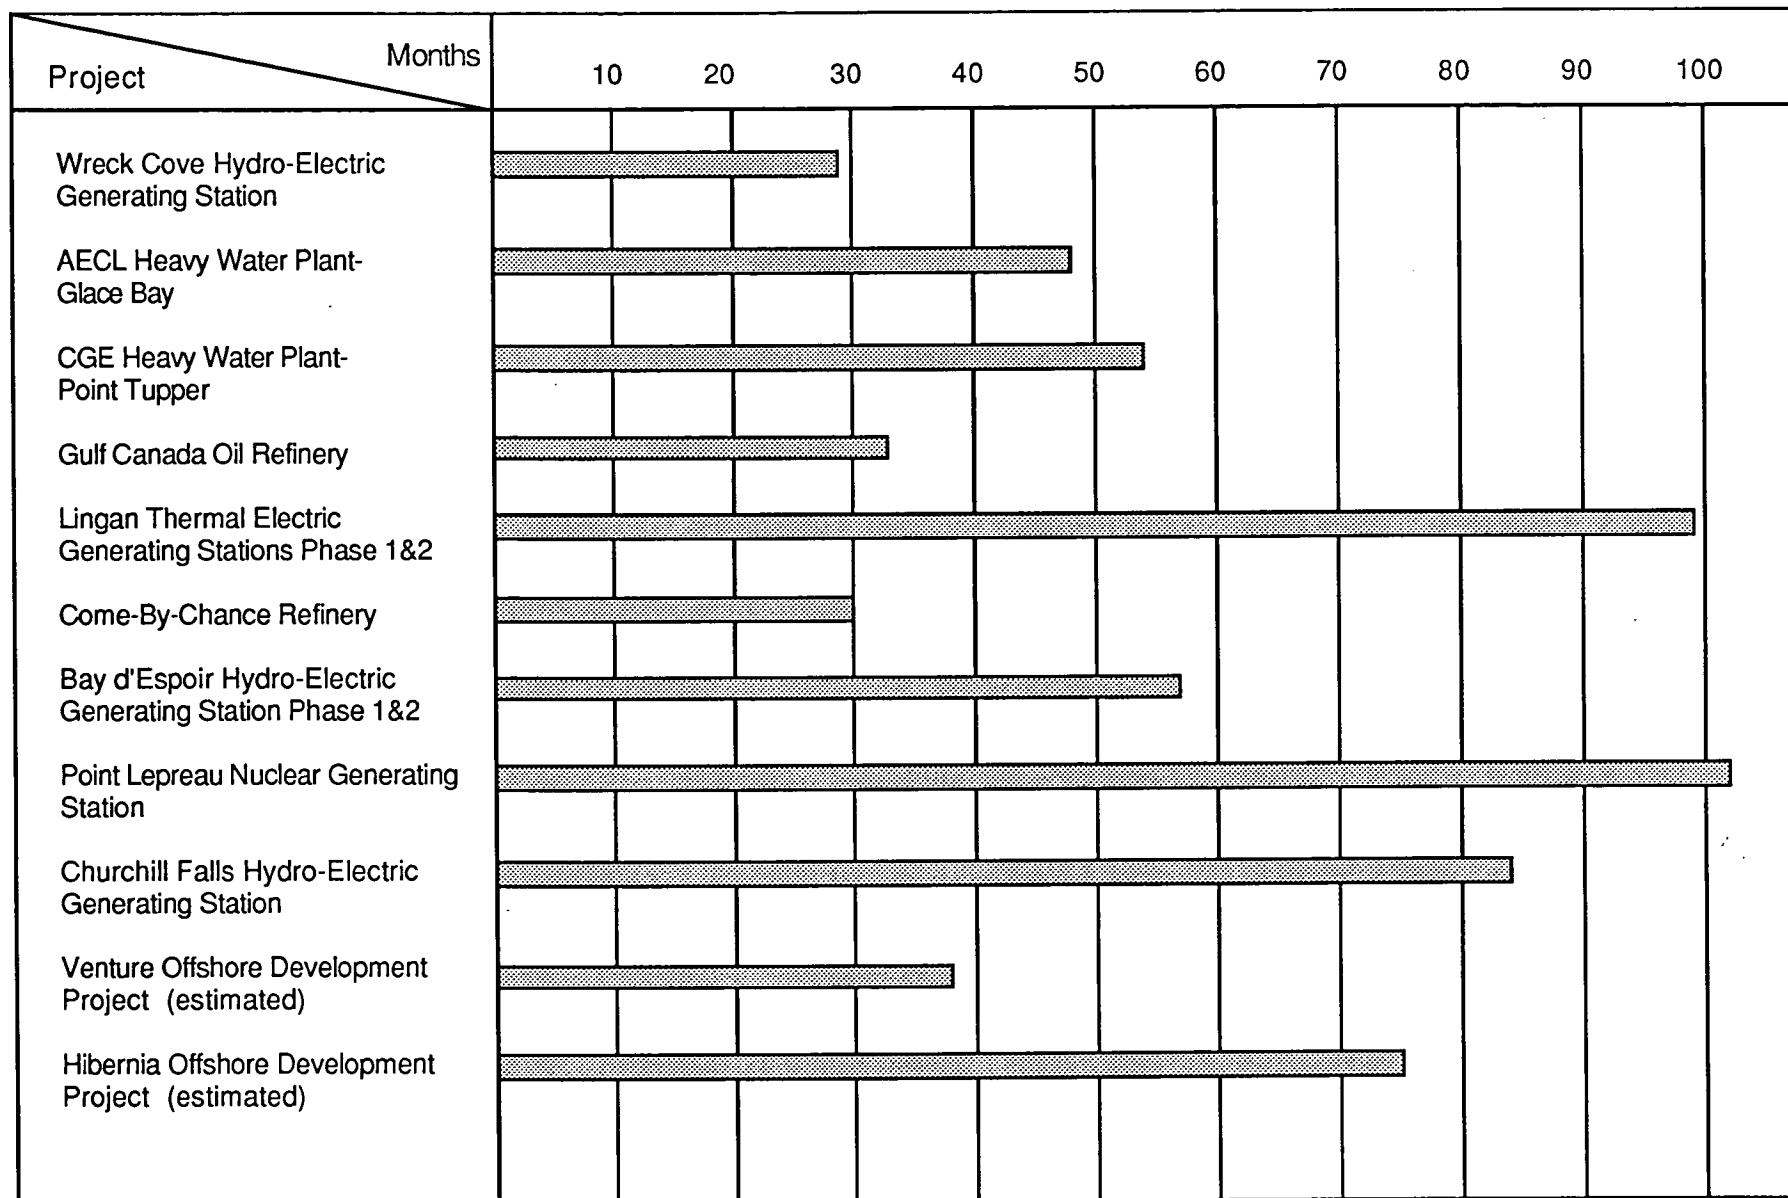 Months
Project
10 20 30 40 50 60 70 80 90 100
Wreck Cove Hydro-Electric
Generating Station
AECL Heavy Water Plant-
Glace Bay
CGE Heavy Water Plant-
Point Tupper
Gulf Canada Oil Refinery
Lingan Thermal Electric
Generating Stations Phase 1&2
Come-By-Chance Refinery
Bay d'Espoir Hydro-Electric
Generating Station Phase 1&2
Point Lepreau Nuclear Generating
Station
Churchill Falls Hydro-Electric
Generating Station
Venture Offshore Development
Project (estimated)
Hibernia Offshore Development
Project (estimated)